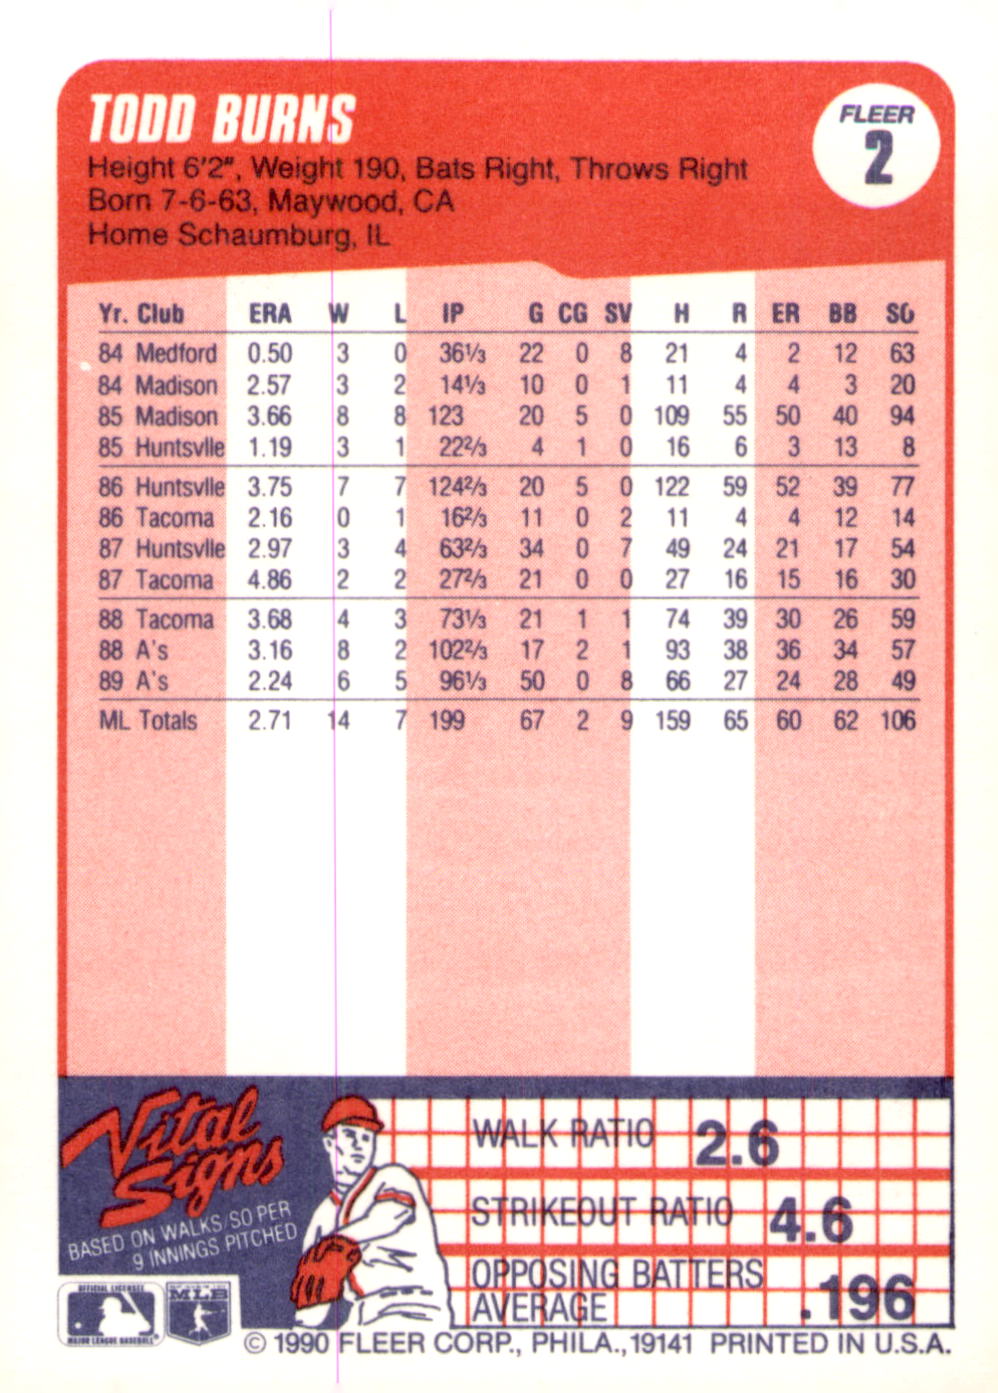 TODD BURNS
FLEER
2
Height 6'2", Weight 190, Bats Right, Throws Right
Born 7-6-63, Maywood, CA
Home Schaumburg, IL
Yr. Club ERA W L IP G CG SV H R ER BB SO
84 Medford 0.50 3 0 36⅓ 22 0 8 21 4 2 12 63
84 Madison 2.57 3 2 14⅓ 10 0 1 11 4 4 3 20
85 Madison 3.66 8 8 123 20 5 0 109 55 50 40 94
85 Huntsvlle 1.19 3 1 22⅔ 4 1 0 16 6 3 13 8
86 Huntsvlle 3.75 7 7 124⅔ 20 5 0 122 59 52 39 77
86 Tacoma 2.16 0 1 16⅔ 11 0 2 11 4 4 12 14
87 Huntsvlle 2.97 3 4 63⅔ 34 0 7 49 24 21 17 54
87 Tacoma 4.86 2 2 27⅔ 21 0 0 27 16 15 16 30
88 Tacoma 3.68 4 3 73⅓ 21 1 1 74 39 30 26 59
88 A's 3.16 8 2 102⅔ 17 2 1 93 38 36 34 57
89 A's 2.24 6 5 96⅓ 50 0 8 66 27 24 28 49
ML Totals 2.71 14 7 199 67 2 9 159 65 60 62 106
Vital
Signs
BASED ON WALKS/SO PER
9 INNINGS PITCHED
WALK RATIO 2.6
STRIKEOUT RATIO 4.6
OPPOSING BATTERS
AVERAGE .196
OFFICIAL LICENSEE
MAJOR LEAGUE BASEBALL
MLB
© 1990 FLEER CORP., PHILA., 19141 PRINTED IN U.S.A.